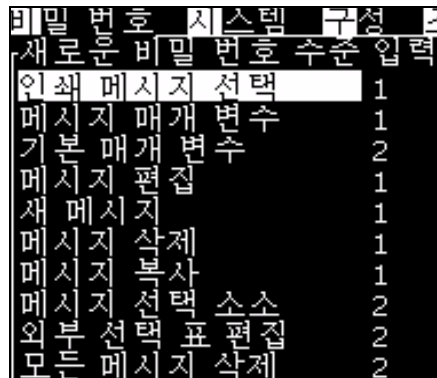 비밀 번호 시스템 구성
새로운 비밀 번호 수준 입력
인쇄 메시지 선택 1
메시지 매개 변수 1
기본 매개 변수 2
메시지 편집 1
새 메시지 1
메시지 삭제 1
메시지 복사 1
메시지 선택 소소 2
외부 선택 표 편집 2
모든 메시지 삭제 2